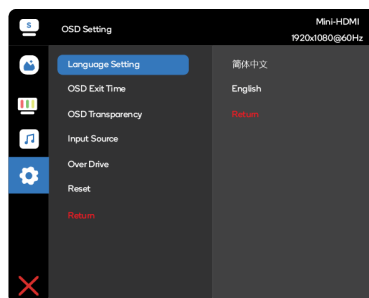 S
OSD Setting
Mini-HDMI
1920x1080@60Hz
Language Setting
简体中文
OSD Exit Time
English
OSD Transparency
Return
Input Source
Over Drive
Reset
Return